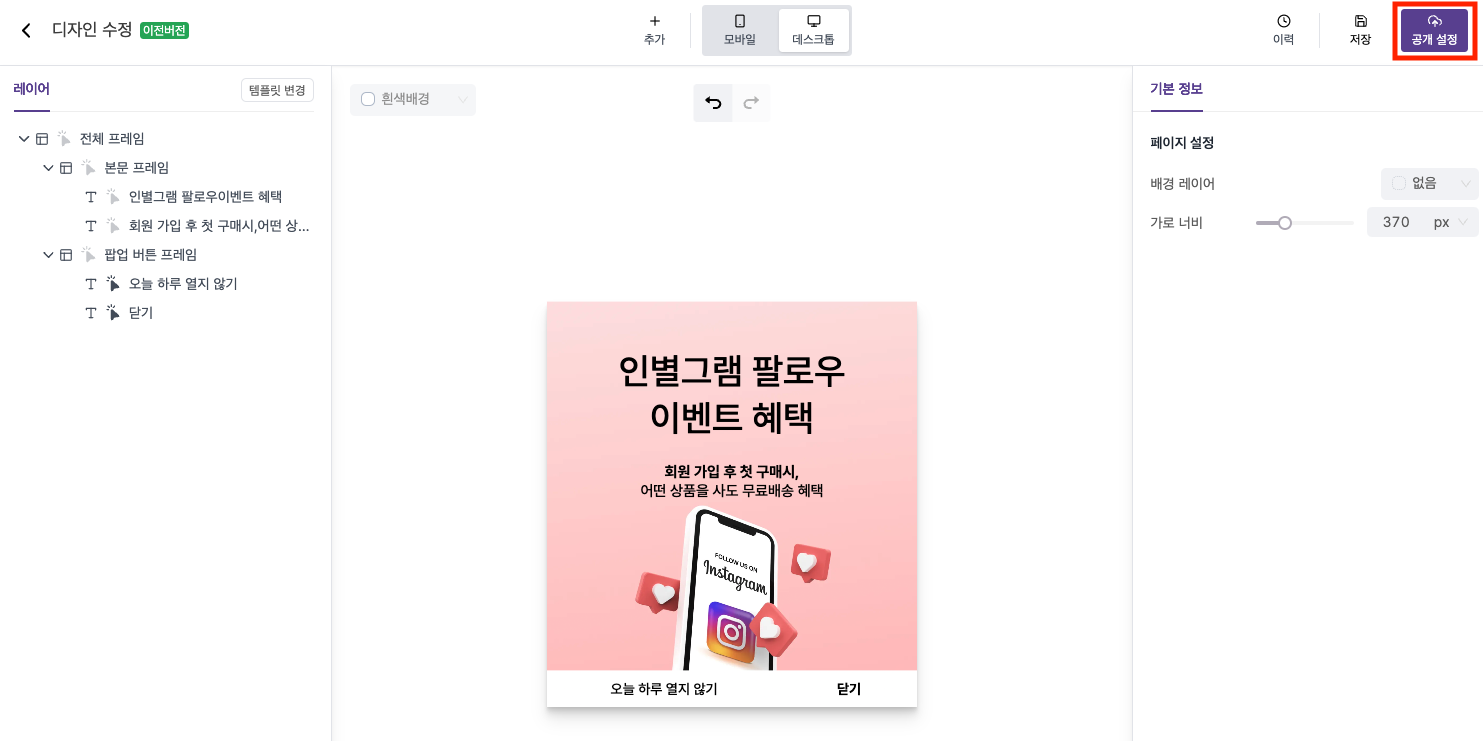 디자인 수정 이전버전
추가
모바일
데스크톱
이력
저장
공개 설정
레이어
템플릿 변경
전체 프레임
본문 프레임
인별그램 팔로우이벤트 혜택
회원 가입 후 첫 구매시,어떤 상...
팝업 버튼 프레임
오늘 하루 열지 않기
닫기
흰색배경
인별그램 팔로우
이벤트 혜택
회원 가입 후 첫 구매시,
어떤 상품을 사도 무료배송 혜택
FOLLOW US ON
Instagram
오늘 하루 열지 않기 닫기
기본 정보
페이지 설정
배경 레이어 없음
가로 너비 370 px